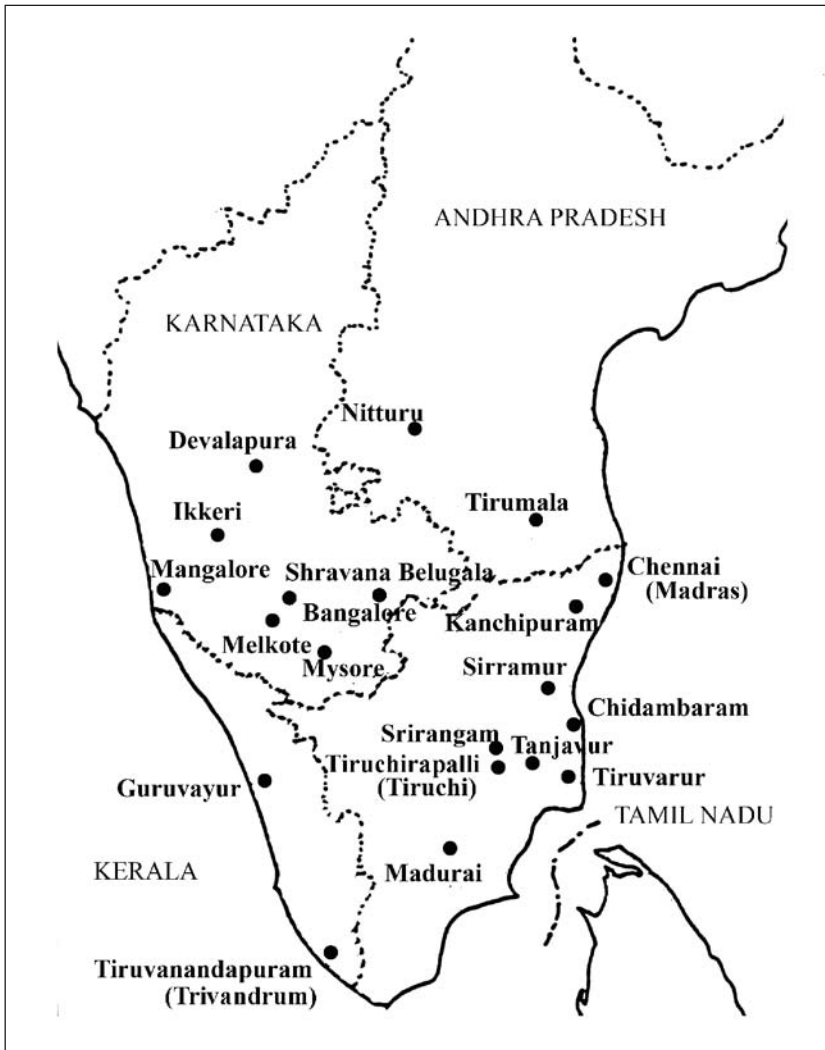 ANDHRA PRADESH
KARNATAKA
Nitturu
Devalapura
Tirumala
Ikkeri
Mangalore
Shravana Belugala
Chennai
(Madras)
Bangalore
Kanchipuram
Melkote
Mysore
Sirramur
Chidambaram
Srirangam
Tanjavur
Tiruchirapalli
(Tiruchi)
Tiruvarur
Guruvayur
TAMIL NADU
KERALA
Madurai
Tiruvanandapuram
(Trivandrum)